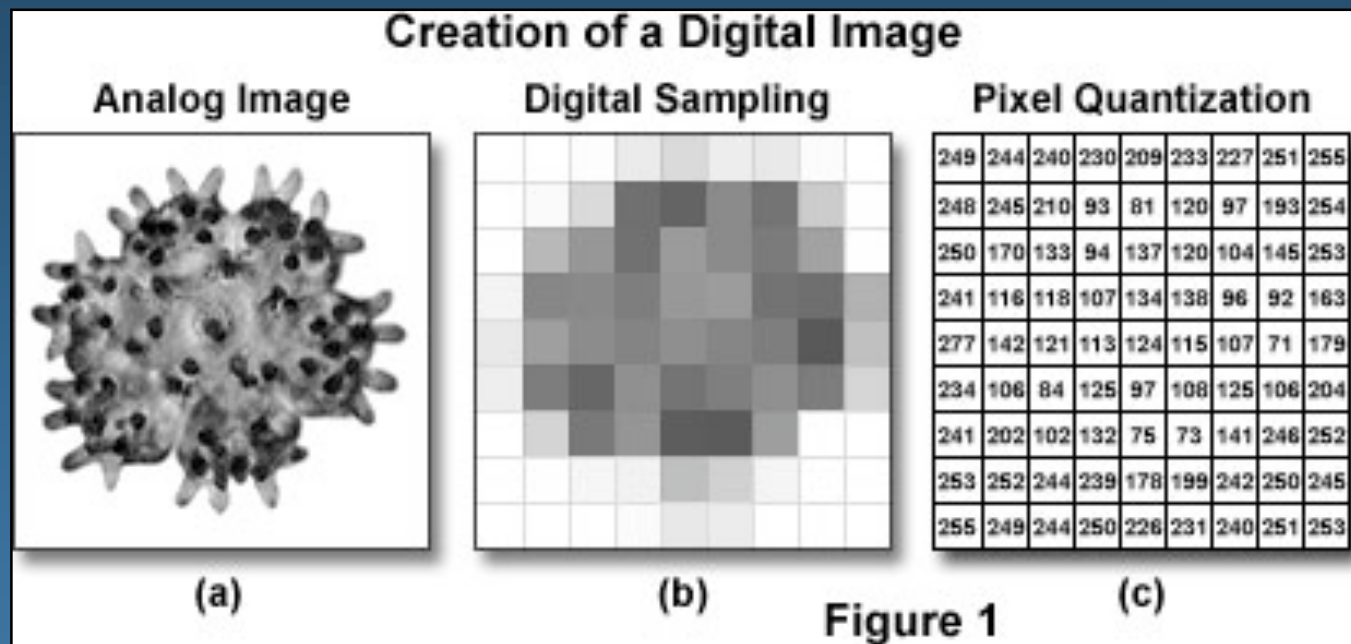 Creation of a Digital Image
Analog Image
Digital Sampling
Pixel Quantization
249 244 240 230 209 233 227 251 255
248 245 210 93 81 120 97 193 254
250 170 133 94 137 120 104 145 253
241 116 118 107 134 138 96 92 163
277 142 121 113 124 115 107 71 179
234 106 84 125 97 108 125 106 204
241 202 102 132 75 73 141 246 252
253 252 244 239 178 199 242 250 245
255 249 244 250 226 231 240 251 253
(a)
(b)
(c)
Figure 1